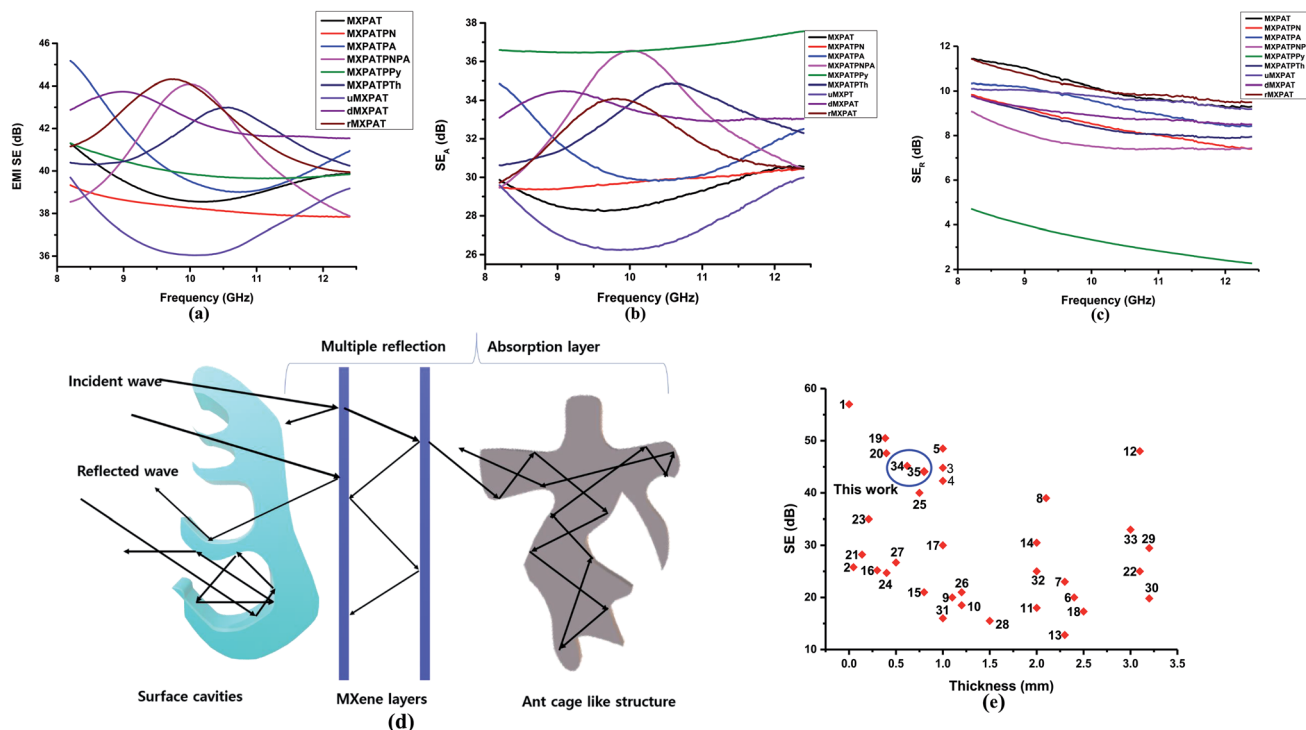 46
44
42
40
38
36
EMI SE (dB)
8
9
10
11
12
Frequency (GHz)
MXPAT
MXPATPN
MXPATPA
MXPATPNPA
MXPATPPy
MXPATPTh
uMXPAT
dMXPAT
rMXPAT
(a)
38
36
34
32
30
28
26
SEA (dB)
8
9
10
11
12
Frequency (GHz)
MXPAT
MXPATPN
MXPATPA
MXPATPNPA
MXPATPPy
MXPATPTh
uMXPT
dMXPAT
rMXPAT
(b)
14
12
10
8
6
4
2
SER (dB)
8
9
10
11
12
Frequency (GHz)
MXPAT
MXPATPN
MXPATPA
MXPATPNP
MXPATPPy
MXPATPTh
uMXPAT
dMXPAT
rMXPAT
(c)
Multiple reflection
Absorption layer
Incident wave
Reflected wave
Surface cavities
MXene layers
Ant cage like structure
(d)
60
50
40
30
20
10
SE (dB)
0.0
0.5
1.0
1.5
2.0
2.5
3.0
3.5
Thickness (mm)
1
19
20
5
34
35
3
4
This work
25
12
8
23
21
2
16
24
27
17
14
33
29
32
7
22
15
9
26
10
31
28
11
6
18
30
13
(e)